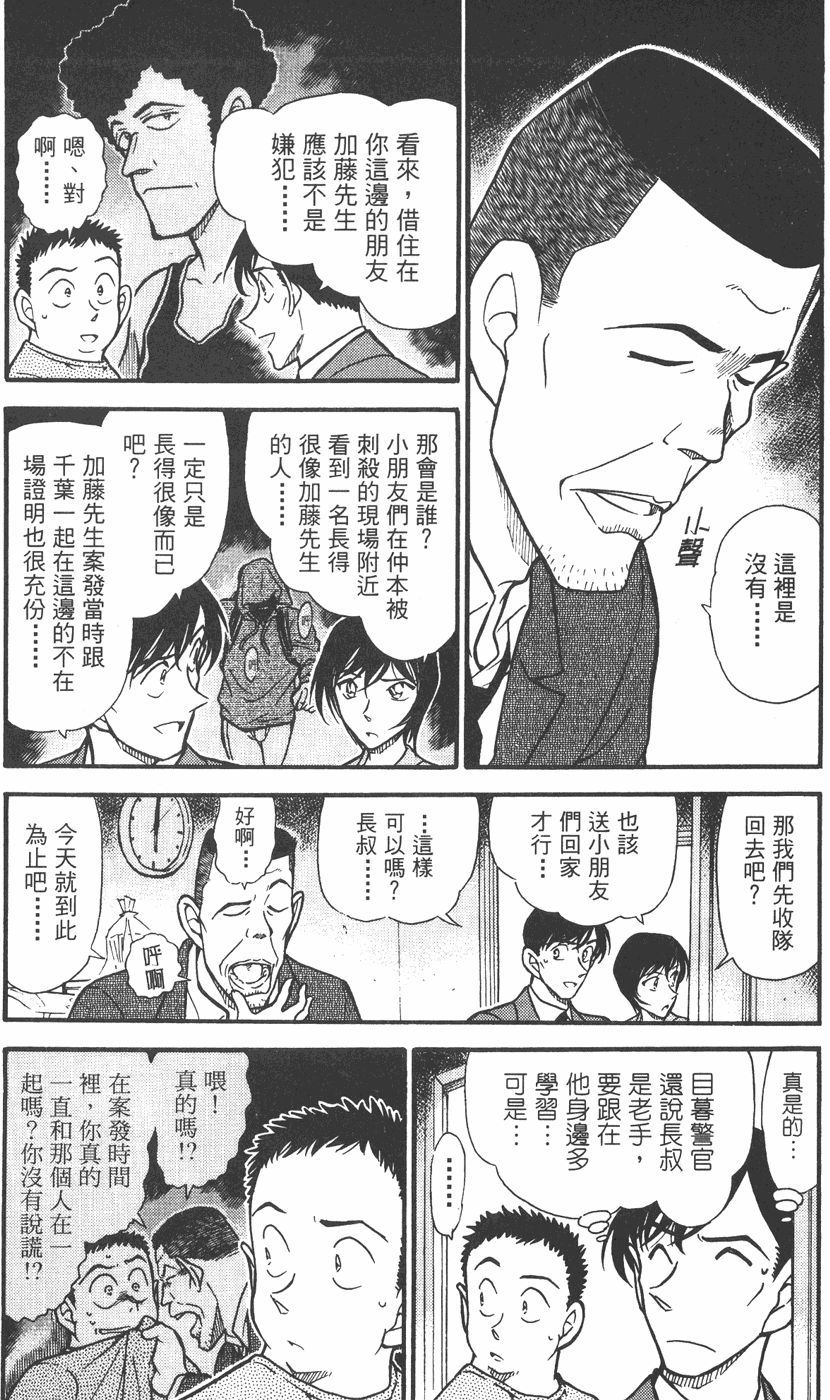 這裡是
沒有……
小聲
看來，借住在
你這邊的朋友
加藤先生
應該不是
嫌犯……
嗯、對
啊……
那會是誰？
小朋友們在仲本被
刺殺的現場附近
看到一名長得
很像加藤先生
的人……
一定只是
長得很像而已
吧？
加藤先生案發當時跟
千葉一起在這邊的不在
場證明也很充份……
那我們先收隊
回去吧？
也該
送小朋友
們回家
才行…
…這樣
可以嗎？
長叔……
好啊…
呼啊
今天就到此
為止吧……
真是的…
目暮警官
還說長叔
是老手，
要跟在
他身邊多
學習…
可是…
……
喂！
真的嗎！？
在案發時間
裡，你真的
一直和那個人在一
起嗎？你沒有說謊！？